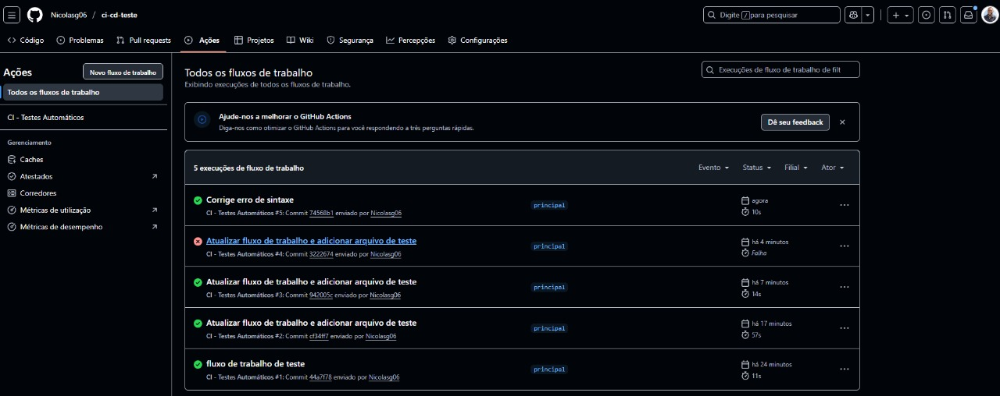 Nicolasg06 / ci-cd-teste
Digite / para pesquisar
Código
Problemas
Pull requests
Ações
Projetos
Wiki
Segurança
Percepções
Configurações
Ações
Novo fluxo de trabalho
Todos os fluxos de trabalho
CI - Testes Automáticos
Gerenciamento
Caches
Atestados
Corredores
Métricas de utilização
Métricas de desempenho
Todos os fluxos de trabalho
Exibindo execuções de todos os fluxos de trabalho.
Execuções de fluxo de trabalho de filt
Ajude-nos a melhorar o GitHub Actions
Diga-nos como otimizar o GitHub Actions para você respondendo a três perguntas rápidas.
Dê seu feedback
5 execuções de fluxo de trabalho
Evento
Status
Filial
Ator
Corrige erro de sintaxe
CI - Testes Automáticos #5: Commit 74568b1 enviado por Nicolasg06
principal
agora
10s
Atualizar fluxo de trabalho e adicionar arquivo de teste
CI - Testes Automáticos #4: Commit 3222674 enviado por Nicolasg06
principal
há 4 minutos
Falha
Atualizar fluxo de trabalho e adicionar arquivo de teste
CI - Testes Automáticos #3: Commit 942005c enviado por Nicolasg06
principal
há 7 minutos
14s
Atualizar fluxo de trabalho e adicionar arquivo de teste
CI - Testes Automáticos #2: Commit cf34ff7 enviado por Nicolasg06
principal
há 17 minutos
57s
fluxo de trabalho de teste
CI - Testes Automáticos #1: Commit 44a7f78 enviado por Nicolasg06
principal
há 24 minutos
11s